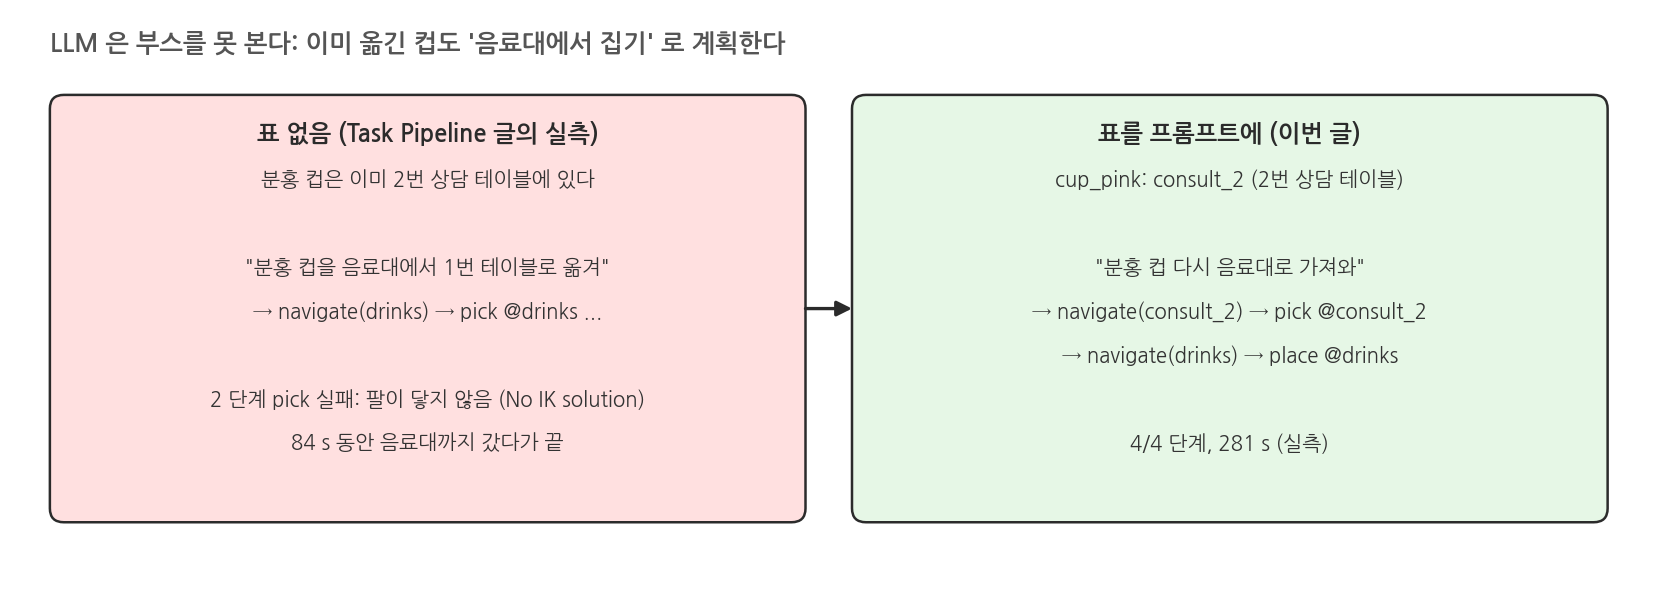 LLM 은 부스를 못 본다: 이미 옮긴 컵도 '음료대에서 집기' 로 계획한다
표 없음 (Task Pipeline 글의 실측)
분홍 컵은 이미 2번 상담 테이블에 있다
"분홍 컵을 음료대에서 1번 테이블로 옮겨"
→ navigate(drinks) → pick @drinks ...
2 단계 pick 실패: 팔이 닿지 않음 (No IK solution)
84 s 동안 음료대까지 갔다가 끝
표를 프롬프트에 (이번 글)
cup_pink: consult_2 (2번 상담 테이블)
"분홍 컵 다시 음료대로 가져와"
→ navigate(consult_2) → pick @consult_2
→ navigate(drinks) → place @drinks
4/4 단계, 281 s (실측)